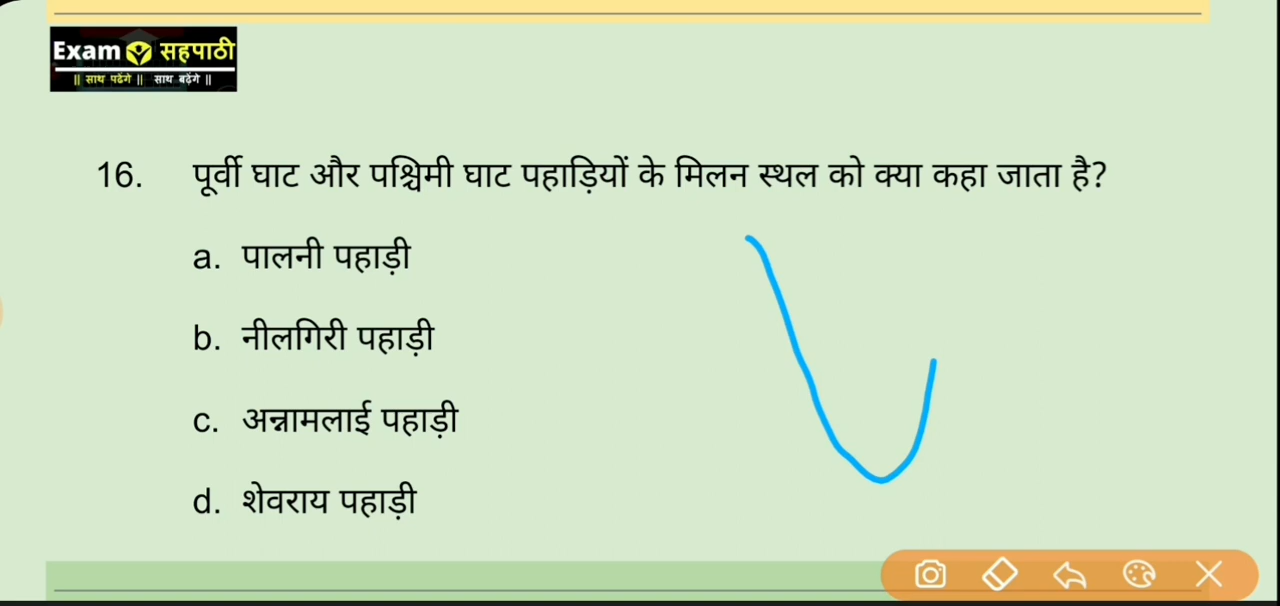 Exam सहपाठी
|| साथ पढेंगे || साथ बढ़ेंगे ||
16. पूर्वी घाट और पश्चिमी घाट पहाड़ियों के मिलन स्थल को क्या कहा जाता है?
a. पालनी पहाड़ी
b. नीलगिरी पहाड़ी
c. अन्नामलाई पहाड़ी
d. शेवराय पहाड़ी